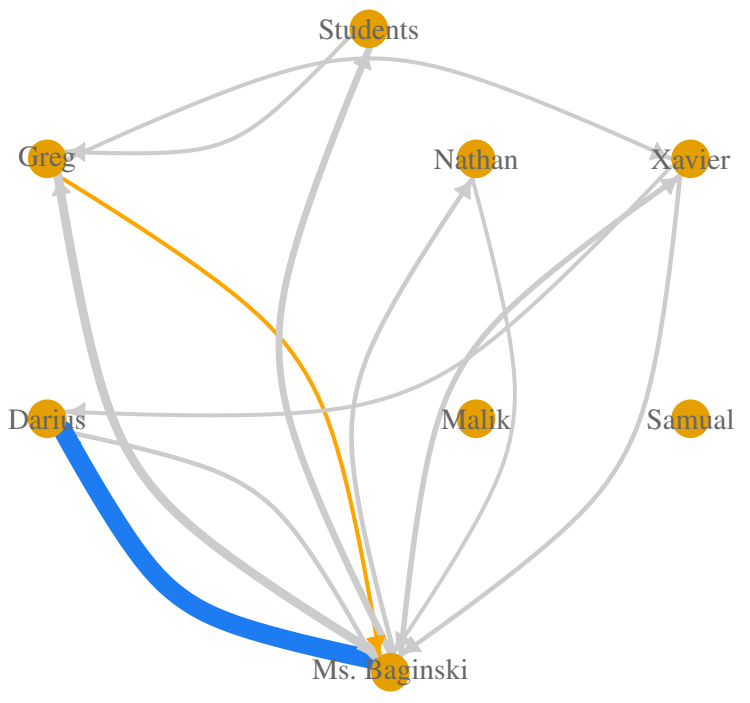 Students
Greg
Nathan
Xavier
Darius
Malik
Samual
Ms. Baginski